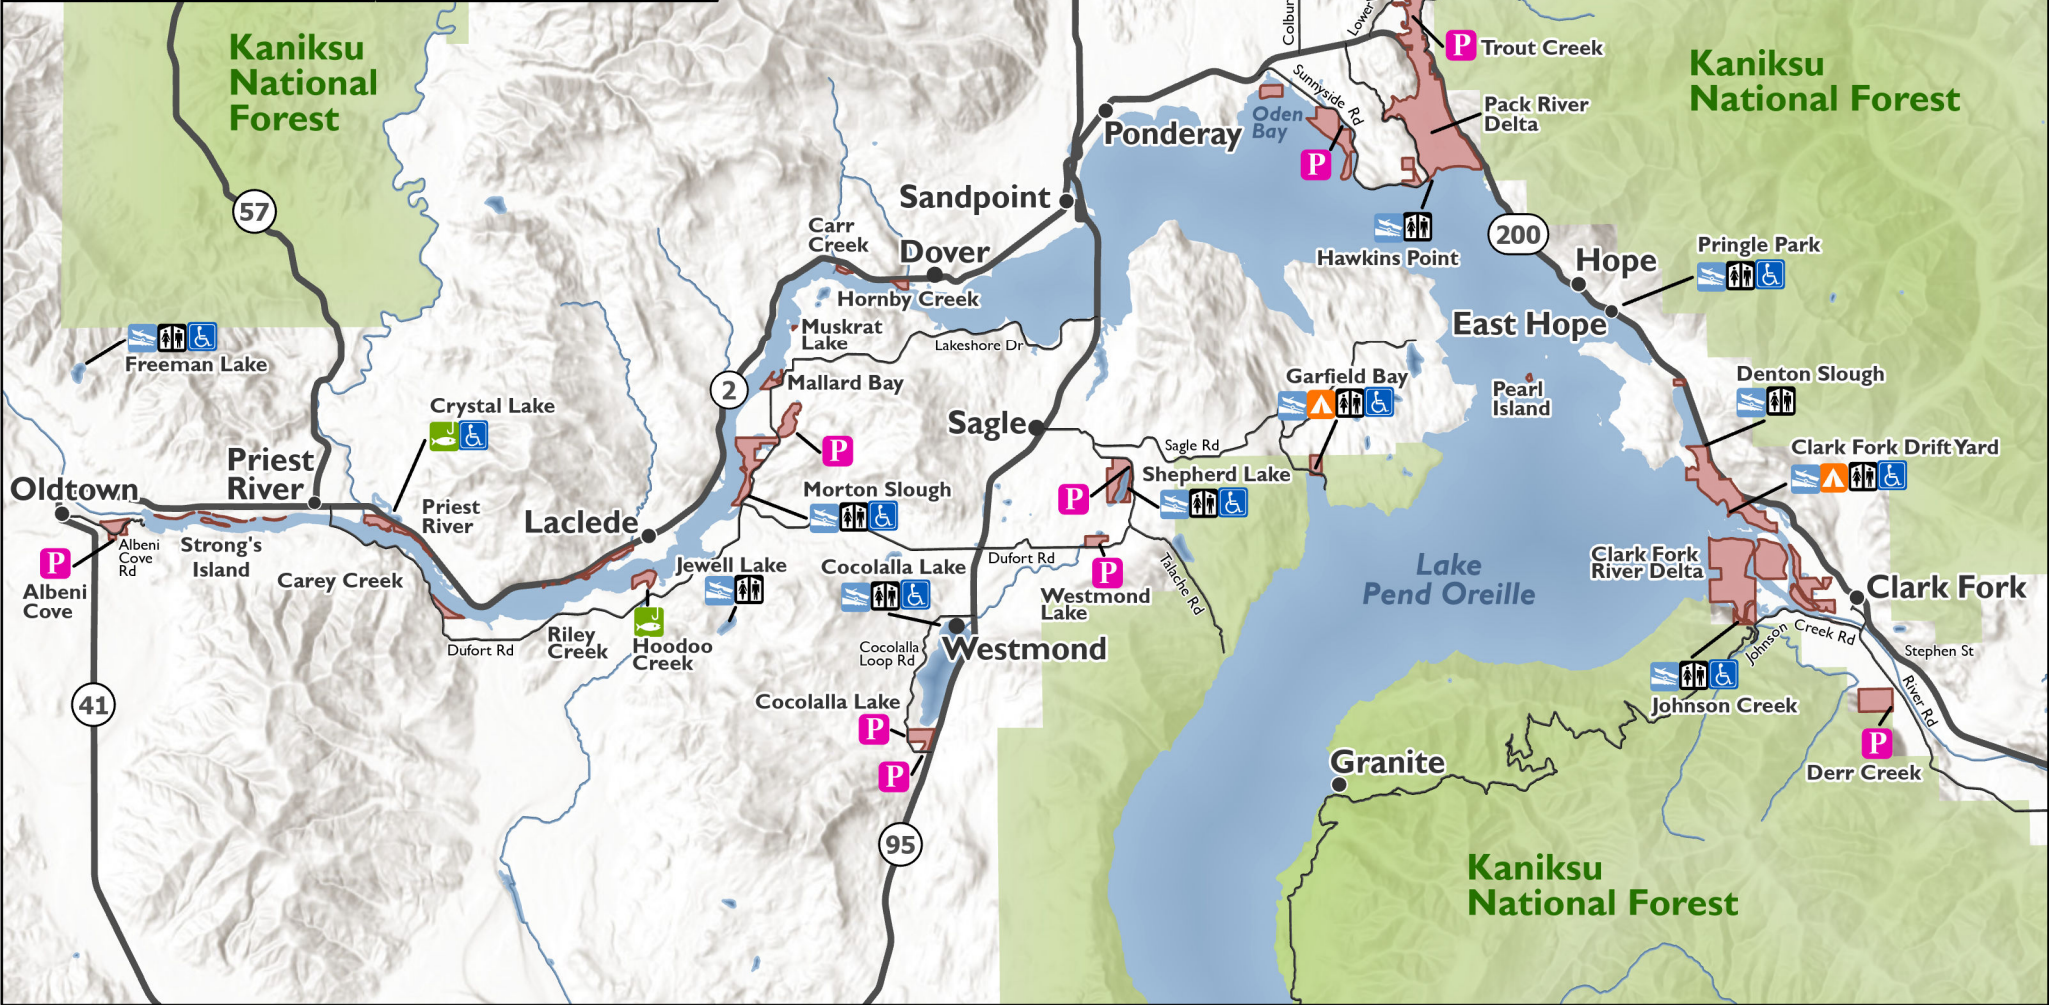 Kaniksu
National
Forest
57
Colbur
Lower
P
Trout Creek
Kaniksu
National Forest
Sunnyside Rd
Oden
Bay
Pack River
Delta
P
Ponderay
Sandpoint
Carr
Creek
Dover
Hornby Creek
Hawkins Point
200
Hope
Pringle Park
East Hope
Freeman Lake
Muskrat
Lake
Lakeshore Dr
2
Mallard Bay
P
Garfield Bay
Pearl
Island
Denton Slough
Crystal Lake
Sagle
Sagle Rd
Clark Fork Drift Yard
Priest
River
Oldtown
Priest
River
Laclede
Morton Slough
P
Shepherd Lake
P
Albeni
Cove
Albeni
Cove
Rd
Strong's
Island
Carey Creek
Jewell Lake
Cocolalla Lake
Dufort Rd
P
Westmond
Lake
Talache Rd
Lake
Pend Oreille
Clark Fork
River Delta
Clark Fork
Dufort Rd
Riley
Creek
Hoodoo
Creek
Cocolalla
Loop Rd
Westmond
Johnson Creek Rd
Stephen St
River Rd
Johnson Creek
41
Cocolalla Lake
P
P
P
Derr Creek
Granite
95
Kaniksu
National Forest